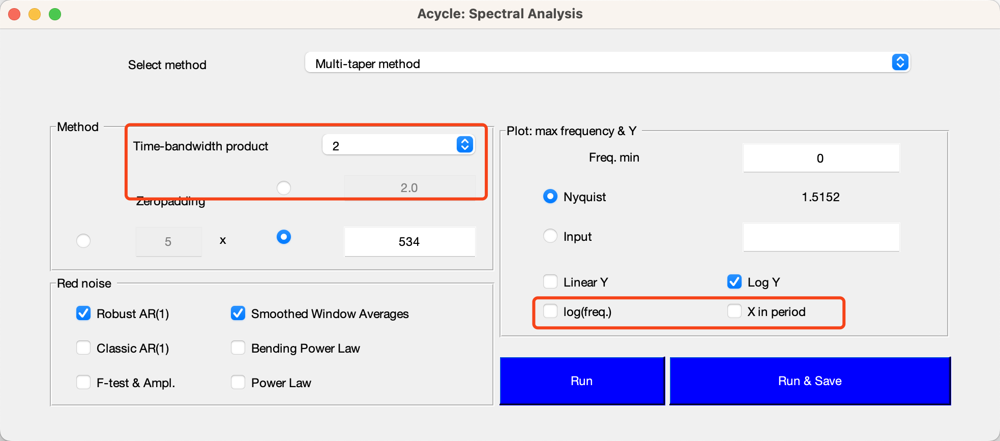 Acycle: Spectral Analysis
Select method
Multi-taper method
Method
Time-bandwidth product
2
2.0
Zeropadding
5
x
534
Red noise
Robust AR(1)
Smoothed Window Averages
Classic AR(1)
Bending Power Law
F-test & Ampl.
Power Law
Plot: max frequency & Y
Freq. min
0
Nyquist
1.5152
Input
Linear Y
Log Y
log(freq.)
X in period
Run
Run & Save